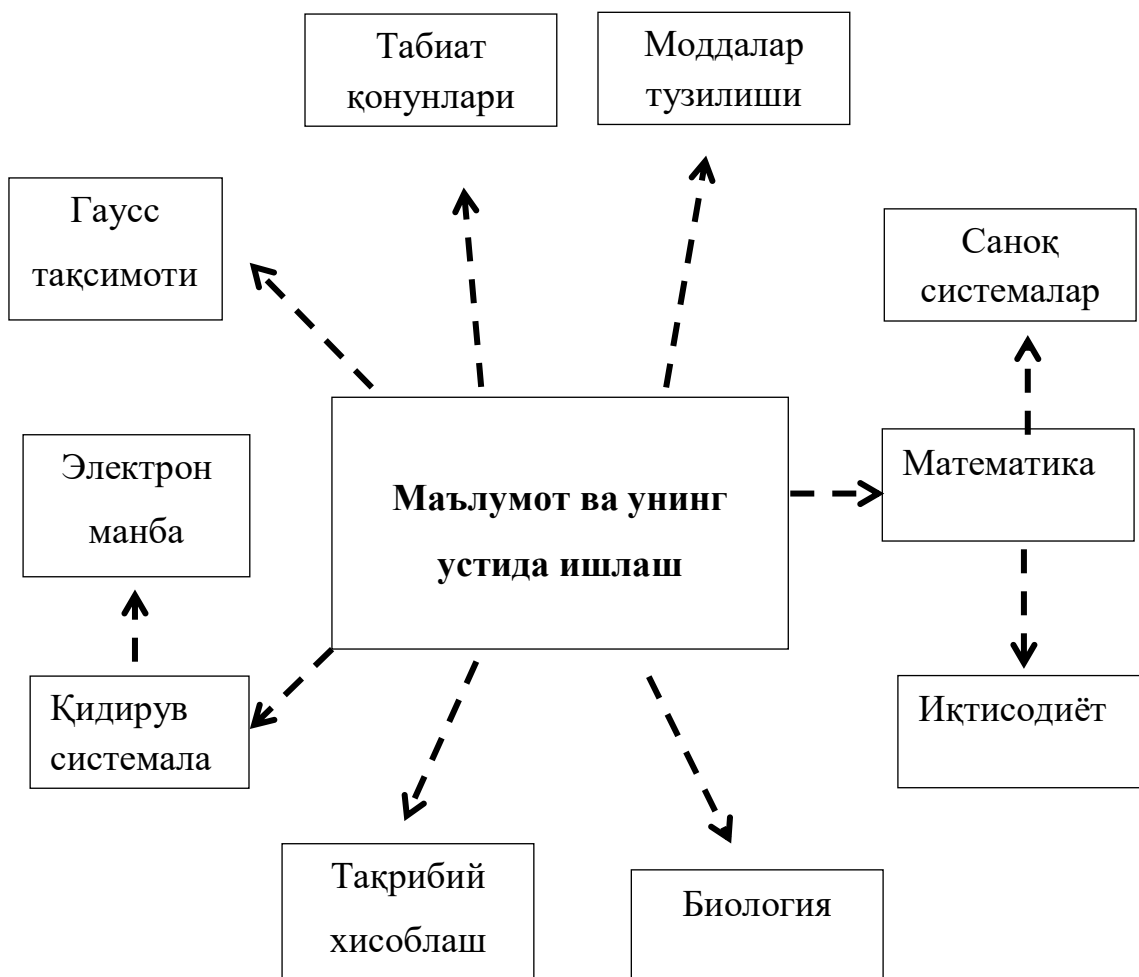 Табиат
қонунлари
Моддалар
тузилиши
Гаусс
тақсимоти
Саноқ
системалар
Электрон
манба
Маълумот ва унинг
устида ишлаш
Математика
Қидирув
системала
Иқтисодиёт
Тақрибий
хисоблаш
Биология